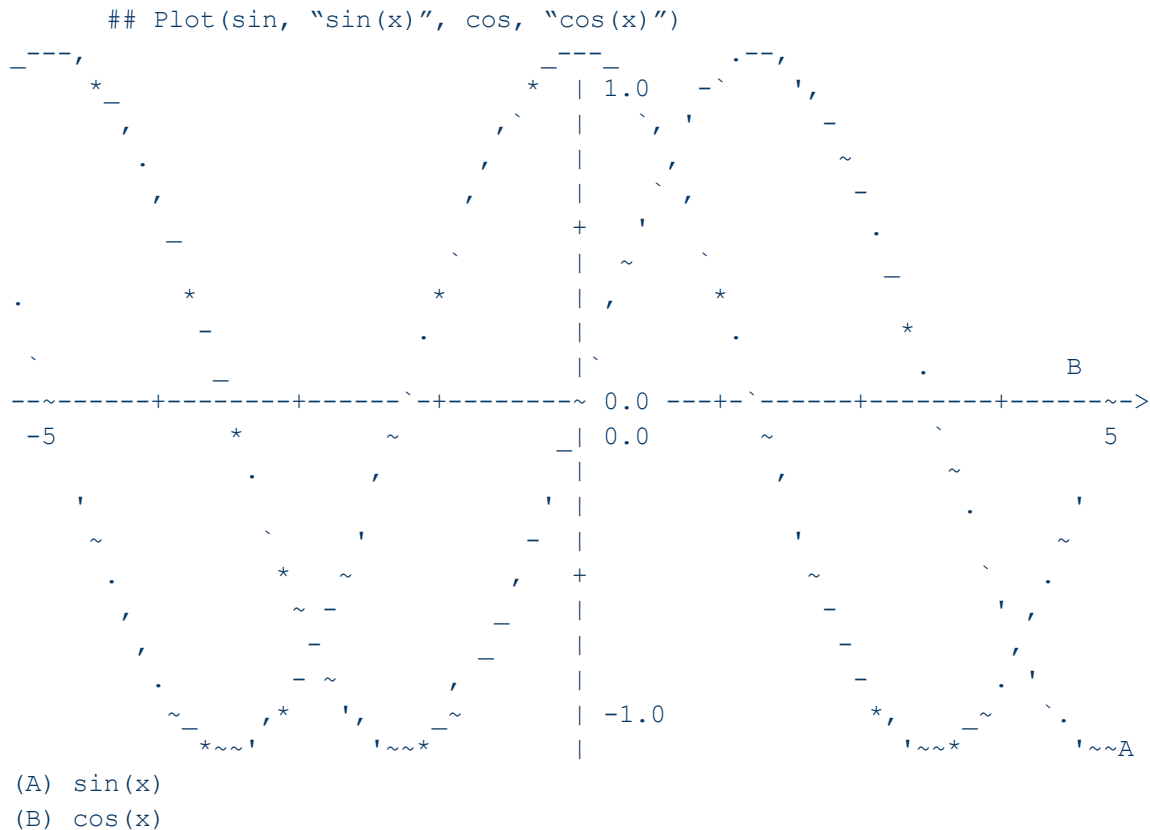 ## Plot(sin, “sin(x)”, cos, “cos(x)”)
_---,                             _---_       .--,
     *_                          *  | 1.0   -`    ',
       ,                       ,`   |   `, '        -
        .                     ,     |     ,          ~
         ,                   ,      |    ` ,          -
          _                         +   '              .
                            `       |  ~    `           _
.          *               *        | ,      *
            -             .         |         .          *
 `           _                      |`                    .         B
--~------+--------+------`-+--------~ 0.0 ---+-`------+--------+------~->
 -5           *         ~          _| 0.0       ~          `          5
               .       ,            |            ,          ~
    '                             ' |                        .      '
     ~          `     '          -  |             '                ~
      .          *   ~          ,   +              ~          `   .
       ,          ~ -               |               -          ' ,
        ,          -          _     |                -          ,
         .        - ~        ,      |                 -        . '
          ~_    ,*   ',    _~       | -1.0             *,    _~   `.
            *~~'       '~~*         |                    '~~*       '~~A
(A) sin(x)
(B) cos(x)